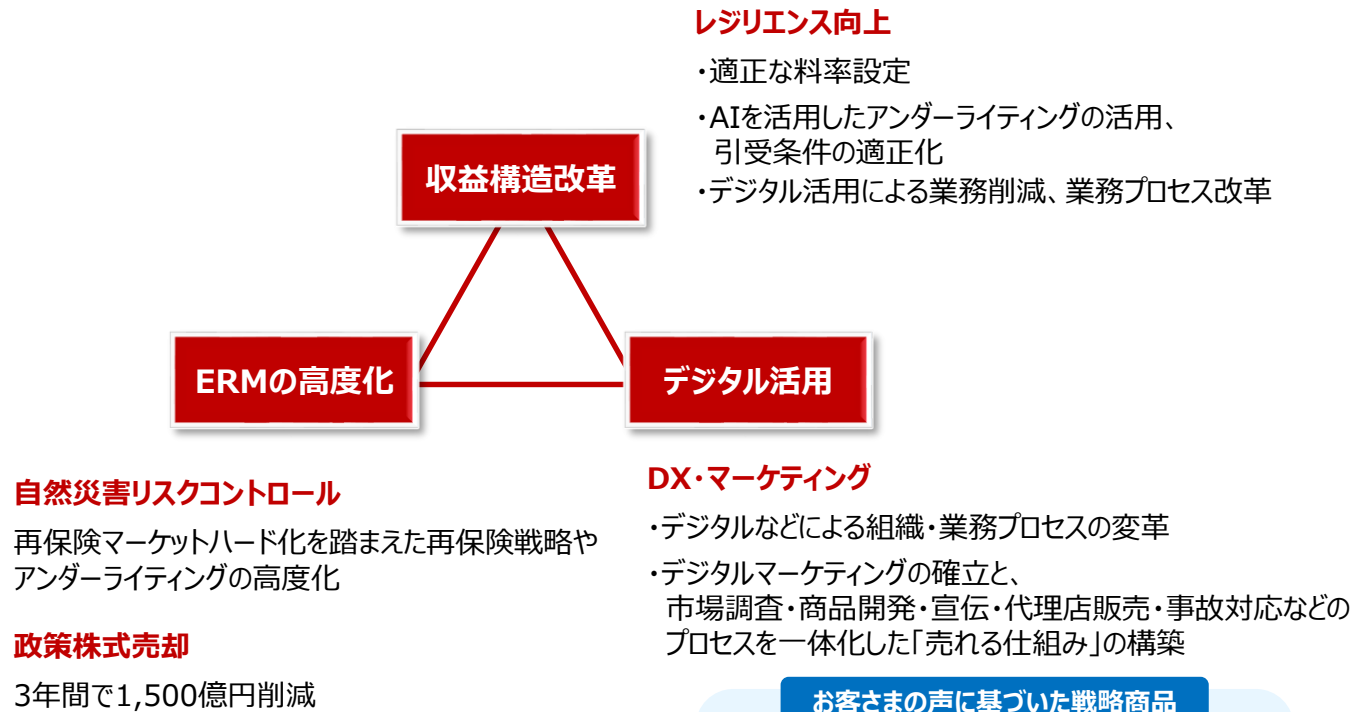 レジリエンス向上
・適正な料率設定
・AIを活用したアンダーライティングの活用、
引受条件の適正化
・デジタル活用による業務削減、業務プロセス改革
収益構造改革
ERMの高度化
デジタル活用
自然災害リスクコントロール
再保険マーケットハード化を踏まえた再保険戦略や
アンダーライティングの高度化
政策株式売却
3年間で1,500億円削減
DX・マーケティング
・デジタルなどによる組織・業務プロセスの変革
・デジタルマーケティングの確立と、
市場調査・商品開発・宣伝・代理店販売・事故対応などの
プロセスを一体化した「売れる仕組み」の構築
お客さまの声に基づいた戦略商品